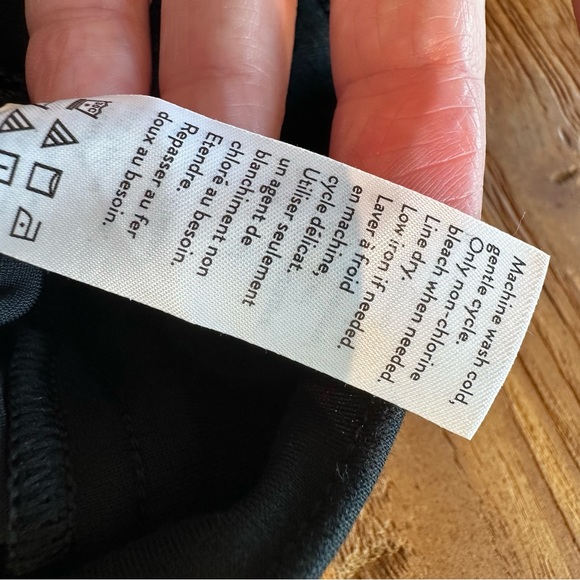 Machine wash cold,
gentle cycle.
Only non-chlorine
bleach when needed.
Line dry.
Low iron if needed.
Laver à froid
en machine,
cycle délicat.
Utiliser seulement
un agent de
blanchiment non
chloré au besoin.
Etendre.
Repasser au fer
doux au besoin.